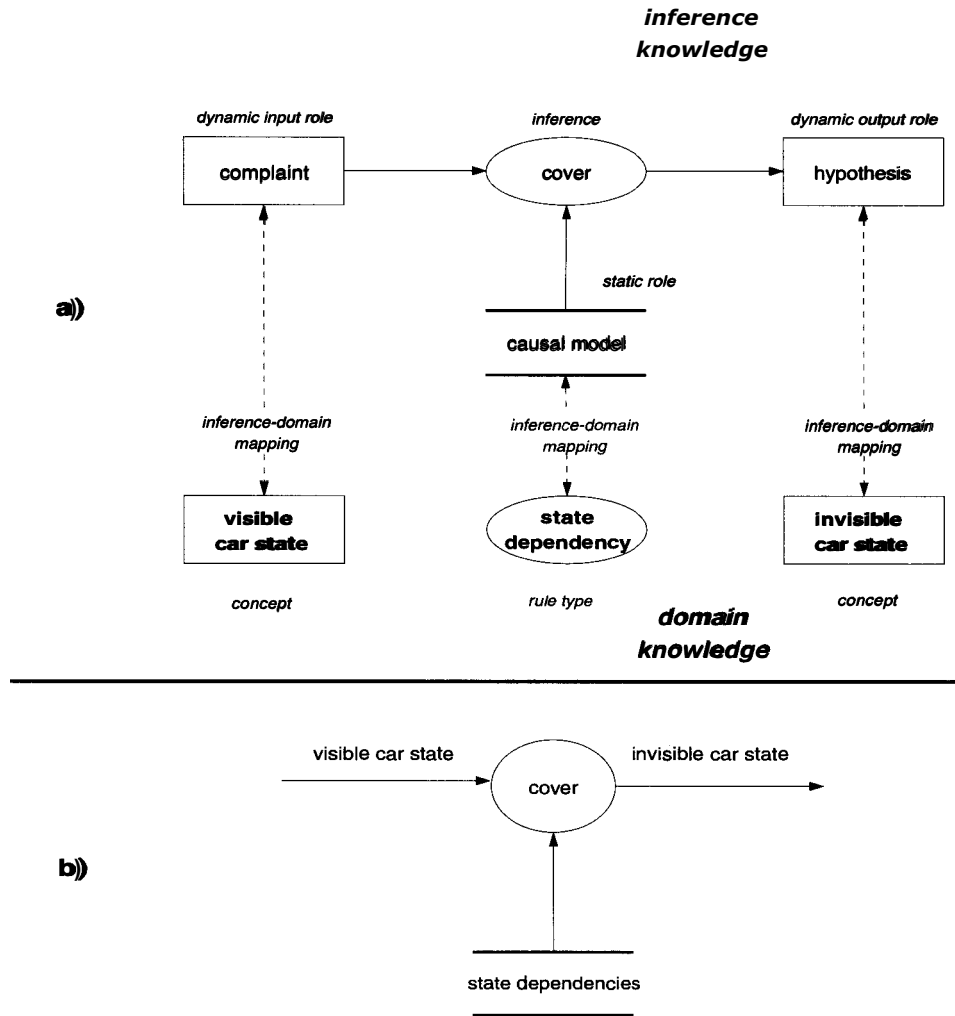 inference
knowledge
dynamic input role
inference
dynamic output role
complaint
cover
hypothesis
static role
a))
causal model
inference-domain
mapping
inference-domain
mapping
inference-domain
mapping
visible
car state
state
dependency
invisible
car state
concept
rule type
concept
domain
knowledge
visible car state
invisible car state
cover
b))
state dependencies